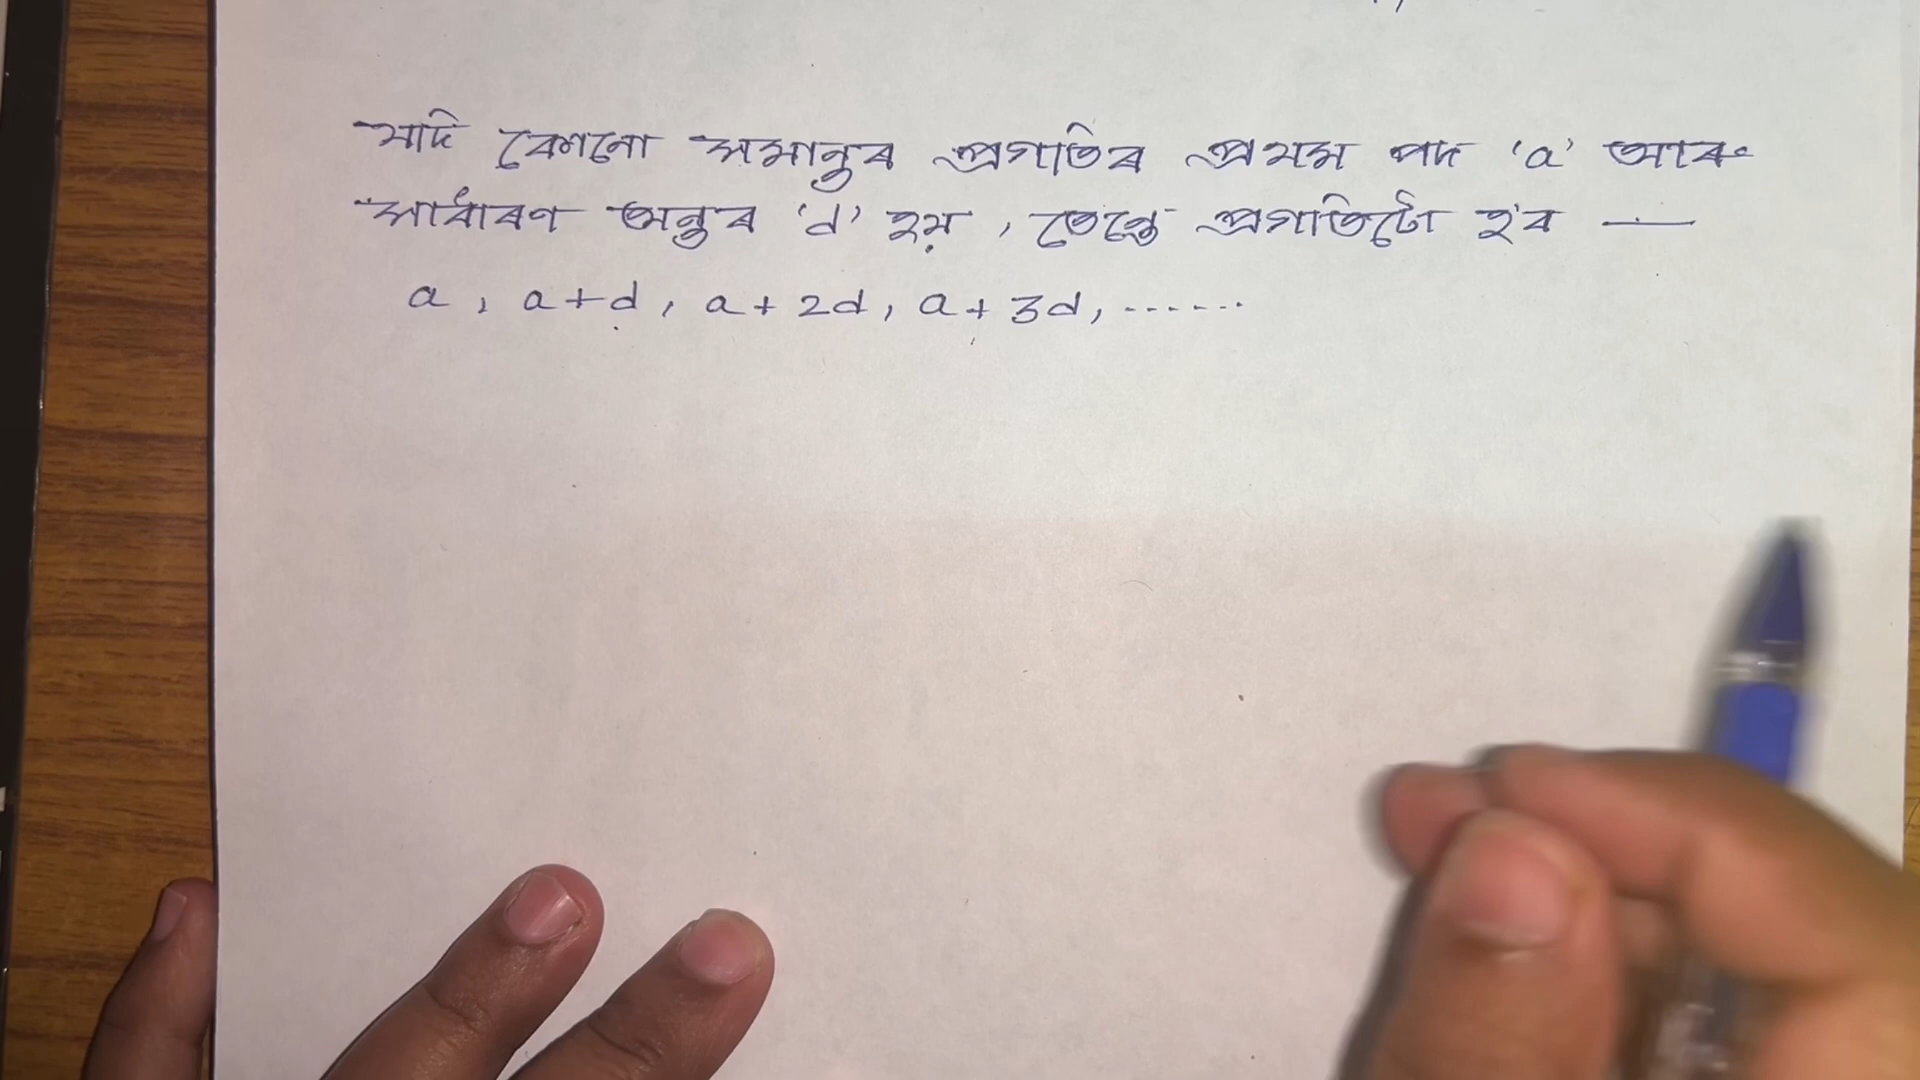 যদি কোনো সমান্তৰ প্ৰগতিৰ প্ৰথম পদ ‘a’ আৰু
সাধাৰণ অন্তৰ ‘d’ হয়, তেন্তে প্ৰগতিটো হ'ব —
a, a+d, a+2d, a+3d, ......